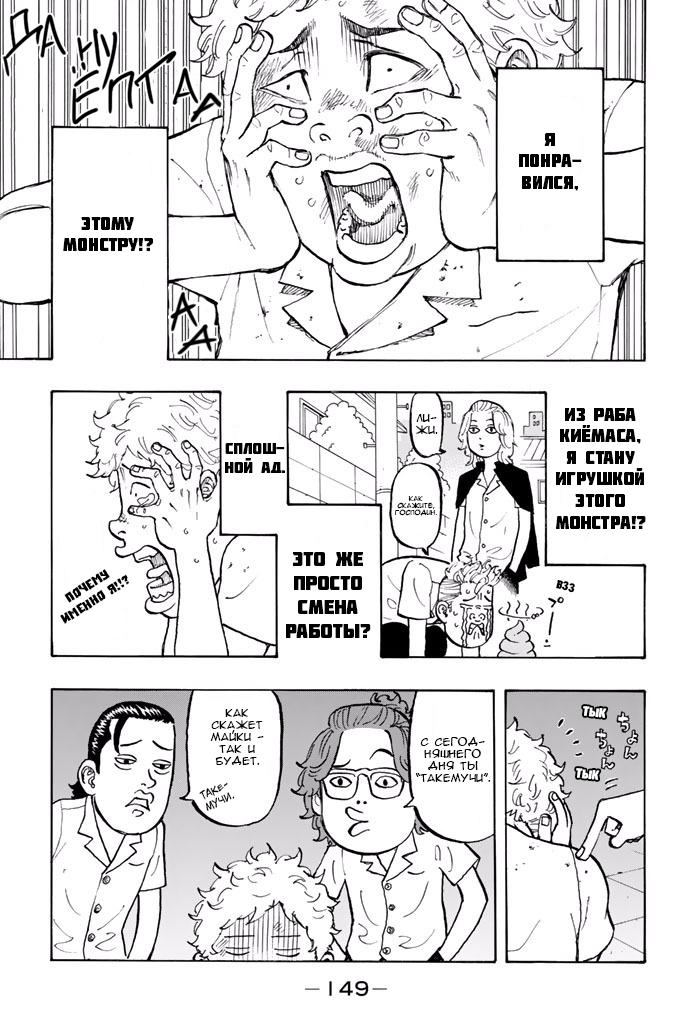 Я
ПОНРА-
ВИЛСЯ,
ДА НУ
ЁПТАА
АА
ЭТОМУ
МОНСТРУ!?
ИЗ РАБА
КИЁМАСА,
Я СТАНУ
ИГРУШКОЙ
ЭТОГО
МОНСТРА!?
ЛИ-
ЖИ.
КАК
СКАЖИТЕ,
ГОСПОДИН.
ВЗЗ
ЭТО ЖЕ
ПРОСТО
СМЕНА
РАБОТЫ?
СПЛОШ-
НОЙ АД.
ПОЧЕМУ
ИМЕННО Я!!?
ТЫК
ちょん
ちょん
ТЫК
С СЕГОД-
НЯШНЕГО
ДНЯ ТЫ
"ТАКЕМУЧИ".
КАК
СКАЖЕТ
МАЙКИ -
ТАК И
БУДЕТ.
ТАКЕ-
МУЧИ.
—149—